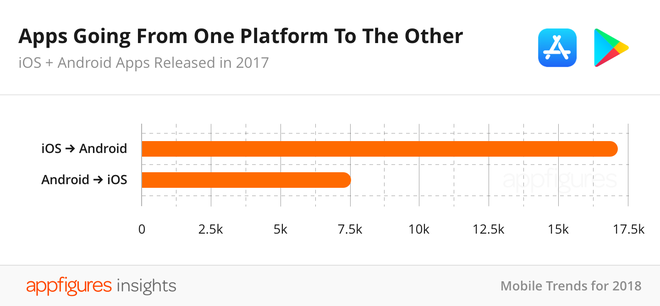 Apps Going From One Platform To The Other
iOS + Android Apps Released in 2017
iOS → Android
appfigures
Android → iOS
0 2.5k 5k 7.5k 10k 12.5k 15k 17.5k
appfigures insights
Mobile Trends for 2018